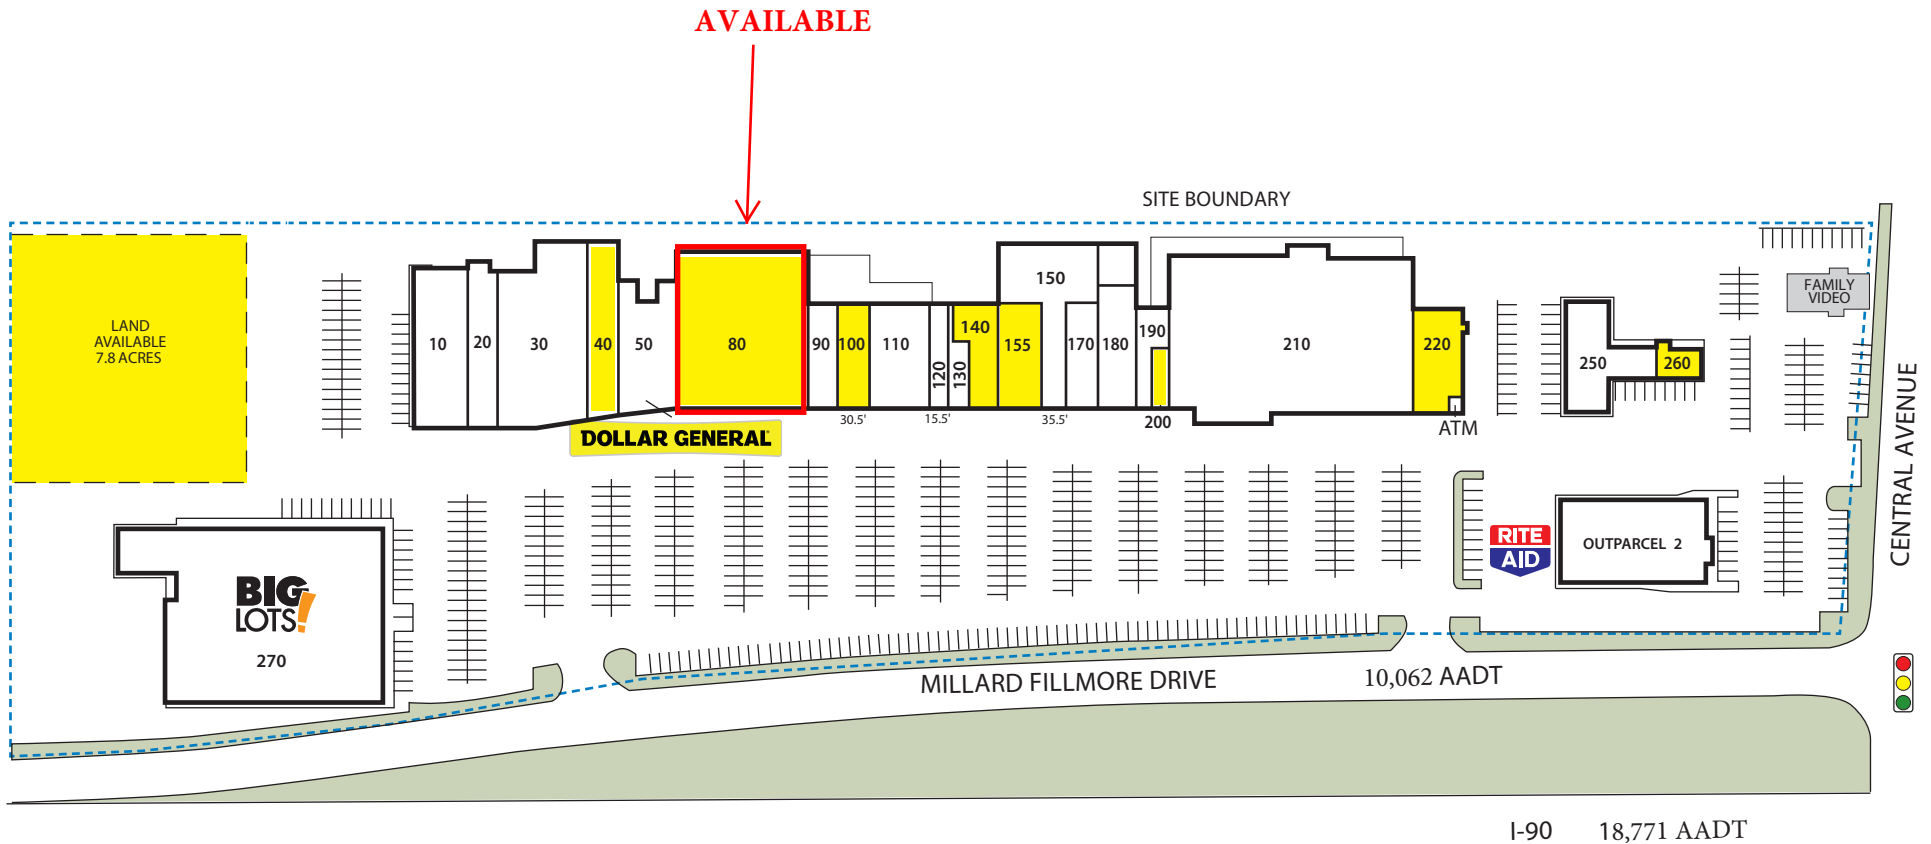 AVAILABLE
SITE BOUNDARY
LAND
AVAILABLE
7.8 ACRES
FAMILY
VIDEO
10
20
30
40
50
80
90
100
110
120
130
140
150
155
170
180
190
200
210
220
250
260
30.5'
15.5'
35.5'
ATM
DOLLAR GENERAL
CENTRAL AVENUE
RITE
AID
OUTPARCEL 2
BIG
LOTS!
270
MILLARD FILLMORE DRIVE
10,062 AADT
I-90 18,771 AADT